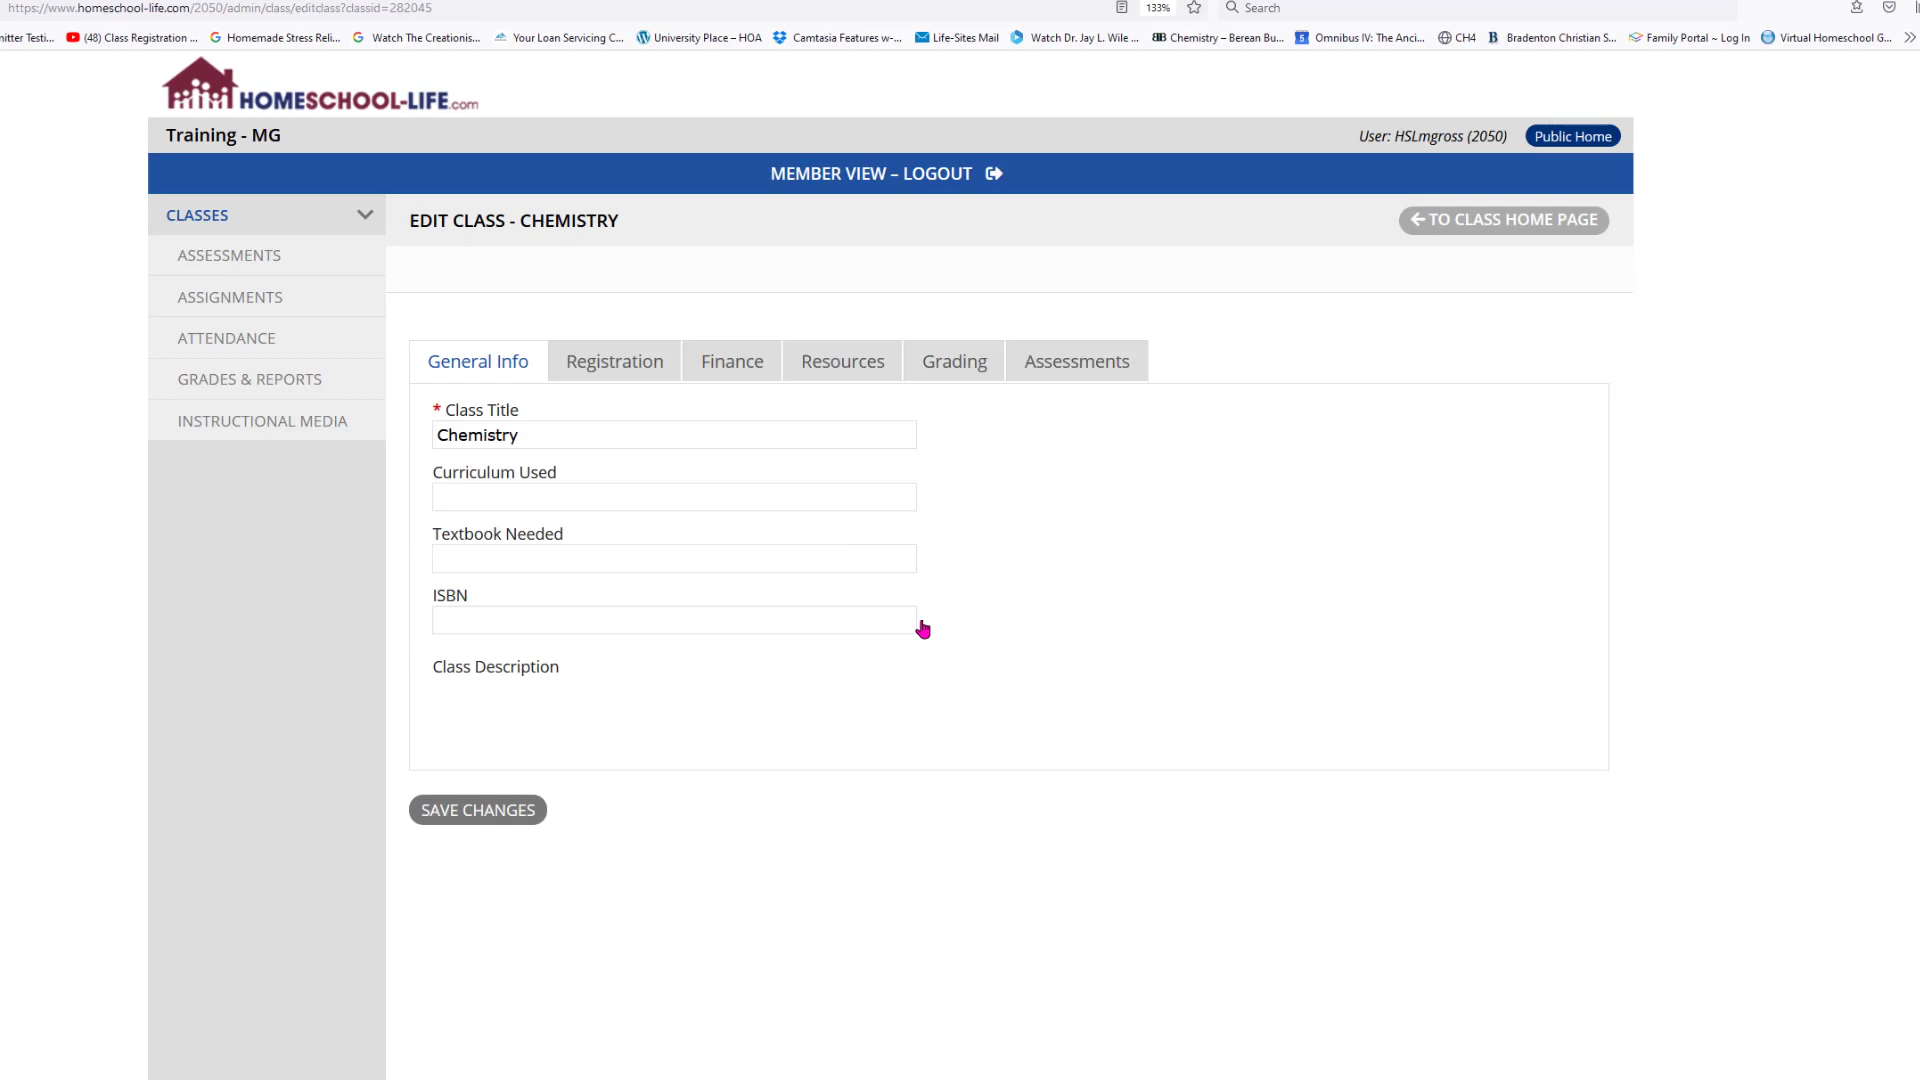 https://www.homeschool-life.com/2050/admin/class/editclass?classid=282045
133%
Search
nitter Testi...
(48) Class Registration ...
Homemade Stress Reli...
Watch The Creationis...
Your Loan Servicing C...
University Place – HOA
Camtasia Features w-...
Life-Sites Mail
Watch Dr. Jay L. Wile ...
BB Chemistry – Berean Bu...
5 Omnibus IV: The Anci...
CH4
B Bradenton Christian S...
Family Portal ~ Log In
Virtual Homeschool G...
HOMESCHOOL-LIFE.com
Training - MG
User: HSLmgross (2050)
Public Home
MEMBER VIEW – LOGOUT
CLASSES
ASSESSMENTS
ASSIGNMENTS
ATTENDANCE
GRADES & REPORTS
INSTRUCTIONAL MEDIA
EDIT CLASS - CHEMISTRY
TO CLASS HOME PAGE
General Info
Registration
Finance
Resources
Grading
Assessments
* Class Title
Chemistry
Curriculum Used
Textbook Needed
ISBN
Class Description
SAVE CHANGES